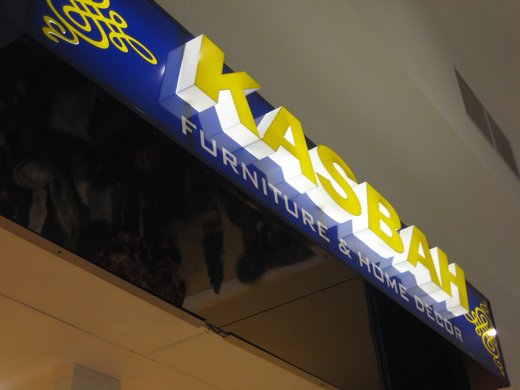 KASBAH
FURNITURE & HOME DECOR